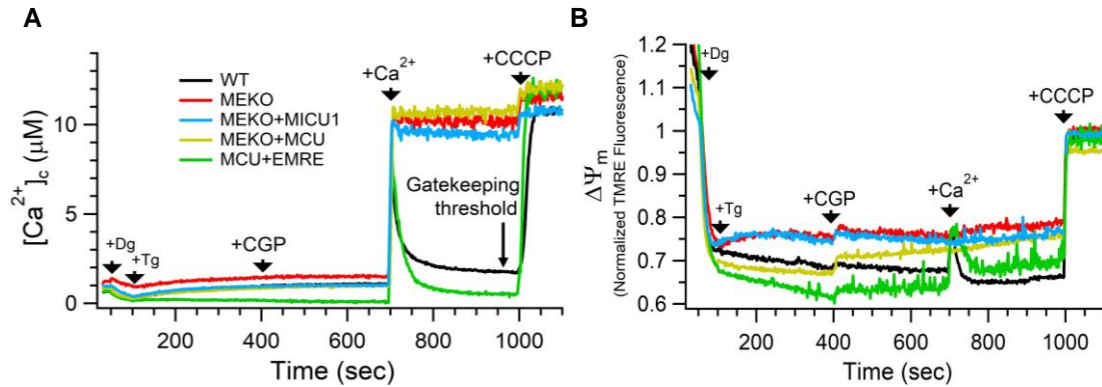 A
[Ca²⁺]c (μM)
10
5
0
WT
MEKO
MEKO+MICU1
MEKO+MCU
MCU+EMRE
+Dg
+Tg
+CGP
+Ca²⁺
+CCCP
Gatekeeping
threshold
200
400
600
800
1000
Time (sec)
B
ΔΨm
(Normalized TMRE Fluorescence)
1.2
1.1
1.0
0.9
0.8
0.7
0.6
+Dg
+Tg
+CGP
+Ca²⁺
+CCCP
200
400
600
800
1000
Time (sec)